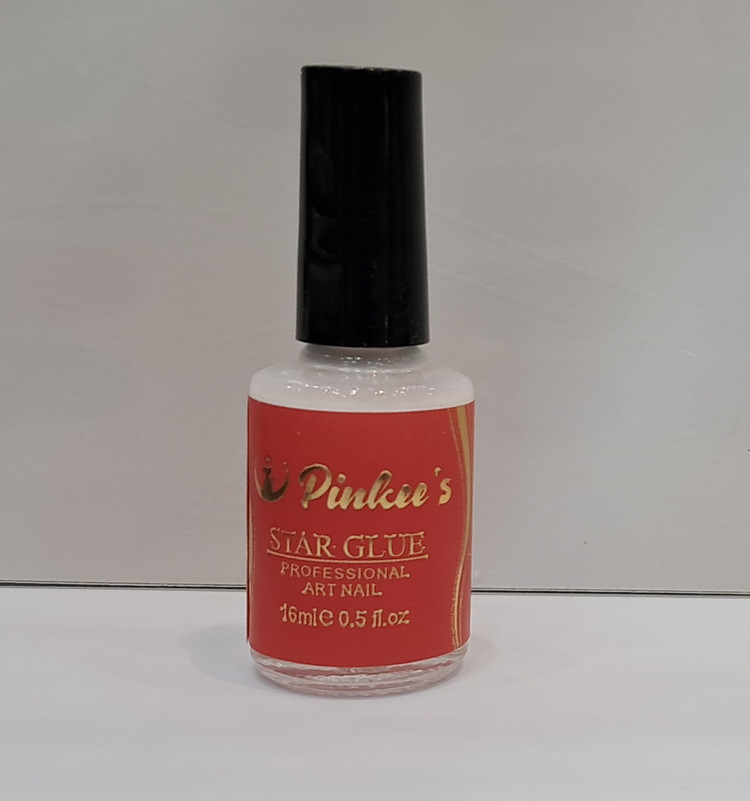 Pinkee's
STAR GLUE
PROFESSIONAL
ART NAIL
16ml℮ 0.5 fl.oz